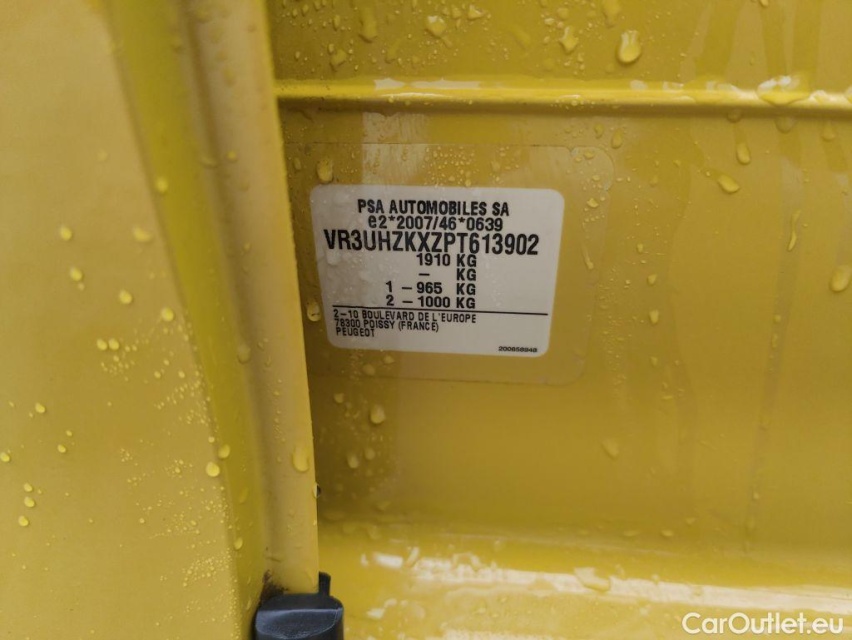 PSA AUTOMOBILES SA
e2*2007/46*0639
VR3UHZKXZPT613902
1910 KG
– KG
1 – 965 KG
2 – 1000 KG
2–10 BOULEVARD DE L'EUROPE
78300 POISSY (FRANCE)
PEUGEOT
200658948
CarOutlet.eu